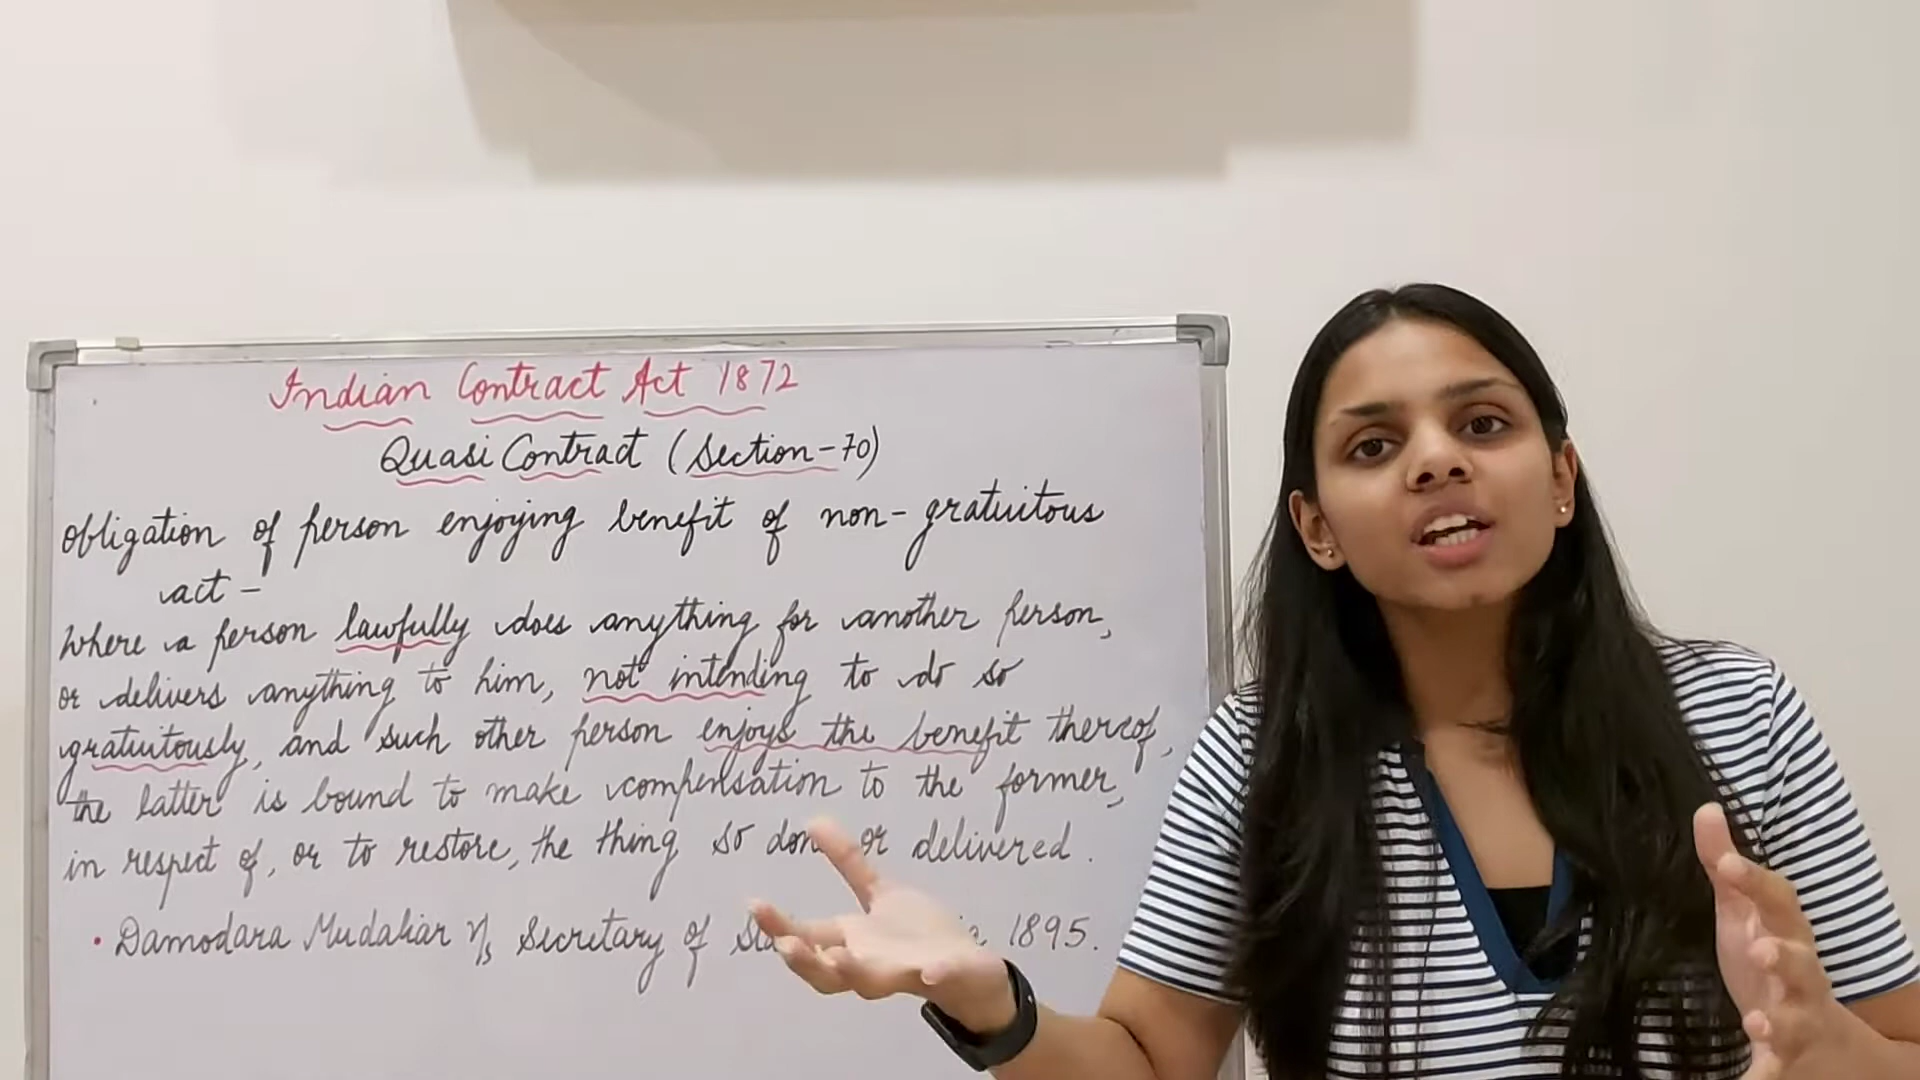 Indian Contract Act 1872
Quasi Contract (Section-70)
Obligation of person enjoying benefit of non-gratuitous
act -
Where a person lawfully does anything for another person,
or delivers anything to him, not intending to do so
gratuitously, and such other person enjoys the benefit thereof,
the latter is bound to make compensation to the former,
in respect of, or to restore, the thing so done or delivered.
• Damodara Mudaliar v/s Secretary of 1895.